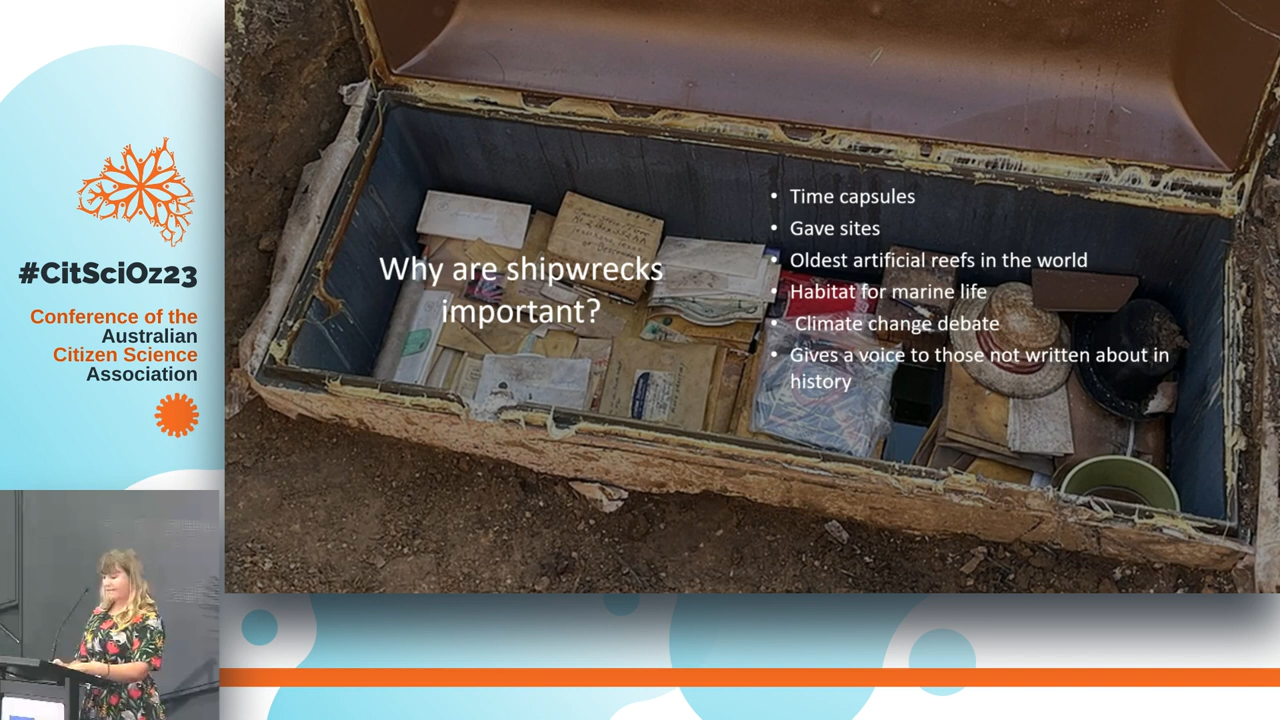 #CitSciOz23
Conference of the
Australian
Citizen Science
Association
Why are shipwrecks
important?
• Time capsules
• Gave sites
• Oldest artificial reefs in the world
• Habitat for marine life
• Climate change debate
• Gives a voice to those not written about in
history